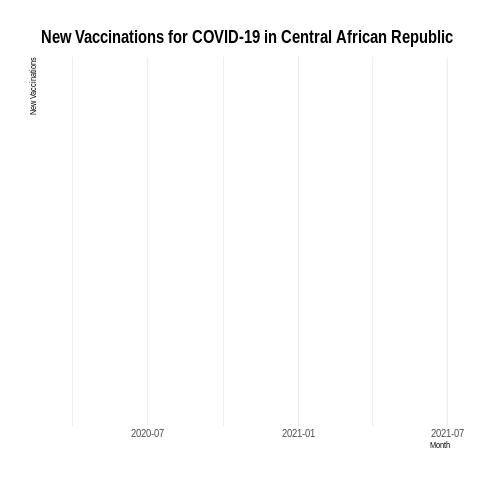 New Vaccinations for COVID-19 in Central African Republic
New Vaccinations
2020-07
2021-01
2021-07
Month